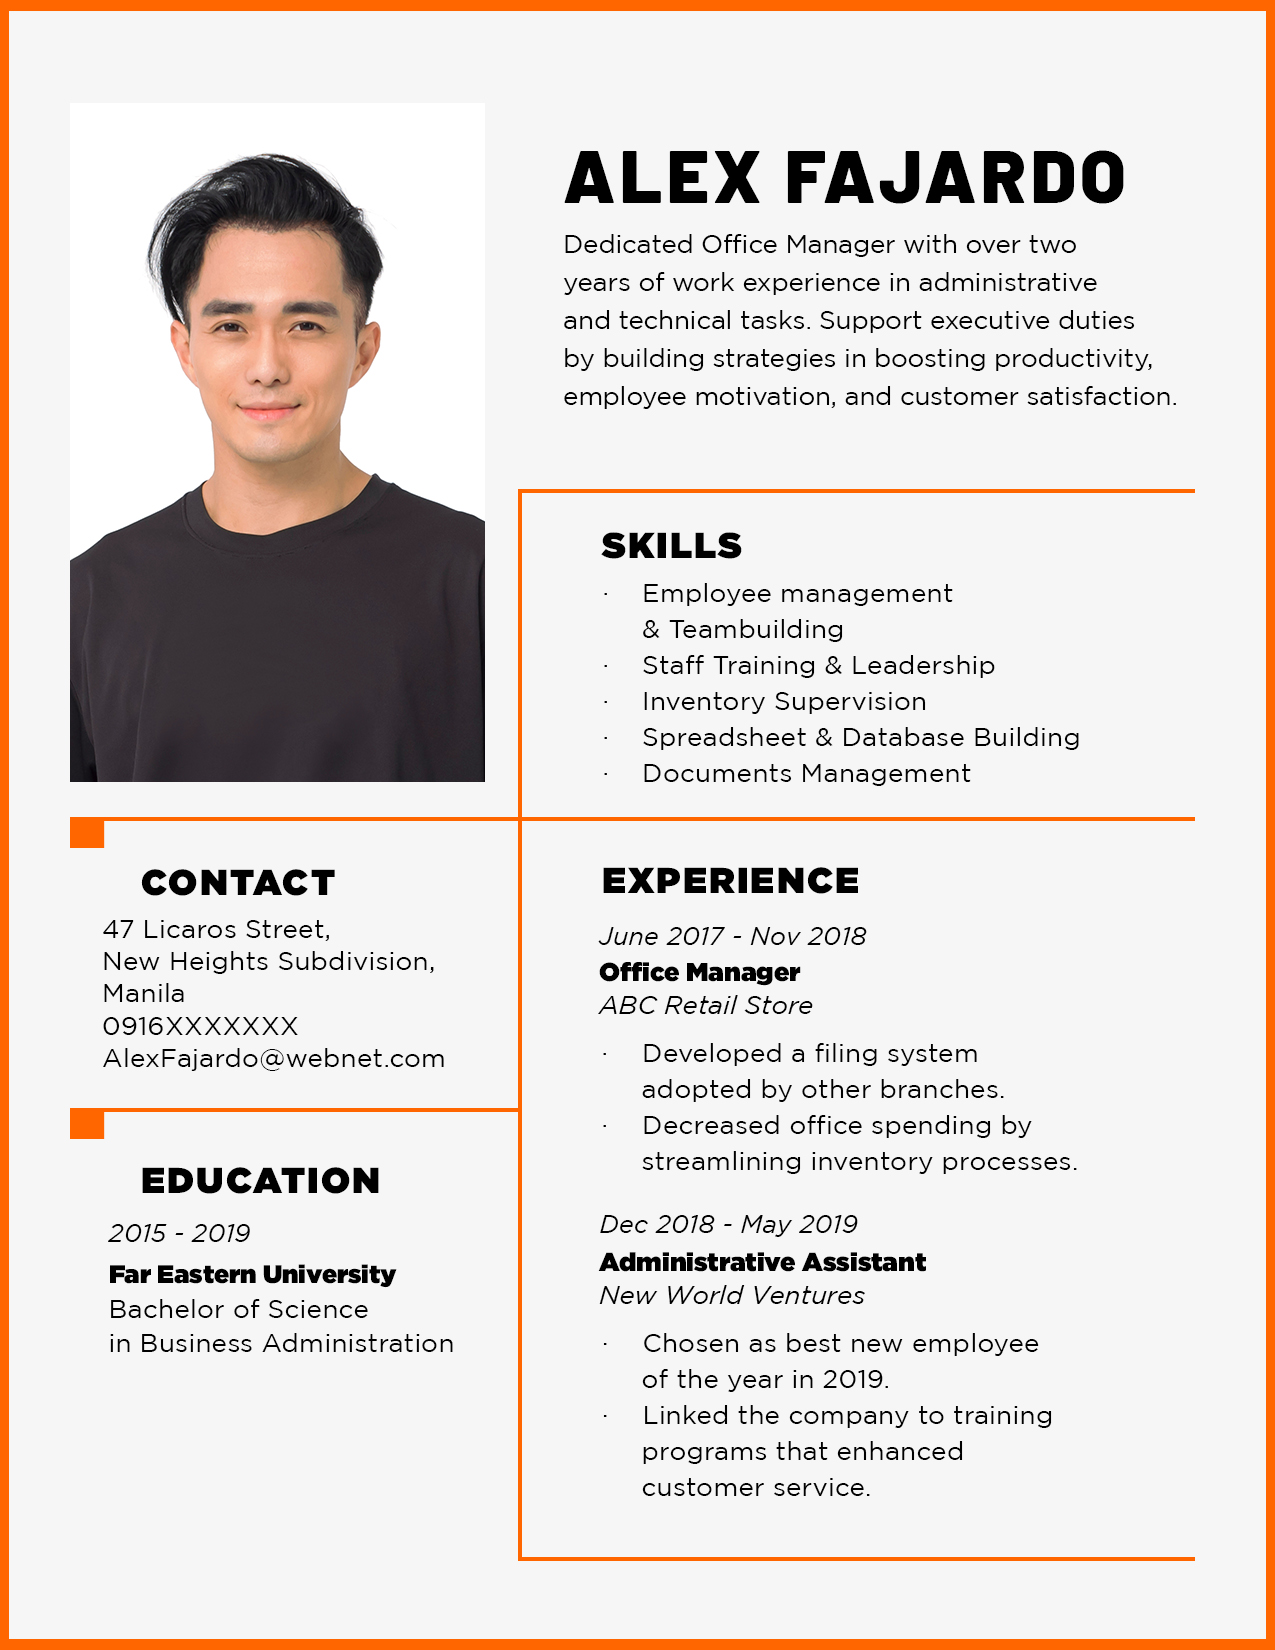 ALEX FAJARDO
Dedicated Office Manager with over two
years of work experience in administrative
and technical tasks. Support executive duties
by building strategies in boosting productivity,
employee motivation, and customer satisfaction.
SKILLS
· Employee management
& Teambuilding
· Staff Training & Leadership
· Inventory Supervision
· Spreadsheet & Database Building
· Documents Management
CONTACT
47 Licaros Street,
New Heights Subdivision,
Manila
0916XXXXXXX
AlexFajardo@webnet.com
EDUCATION
2015 - 2019
Far Eastern University
Bachelor of Science
in Business Administration
EXPERIENCE
June 2017 - Nov 2018
Office Manager
ABC Retail Store
· Developed a filing system
adopted by other branches.
· Decreased office spending by
streamlining inventory processes.
Dec 2018 - May 2019
Administrative Assistant
New World Ventures
· Chosen as best new employee
of the year in 2019.
· Linked the company to training
programs that enhanced
customer service.